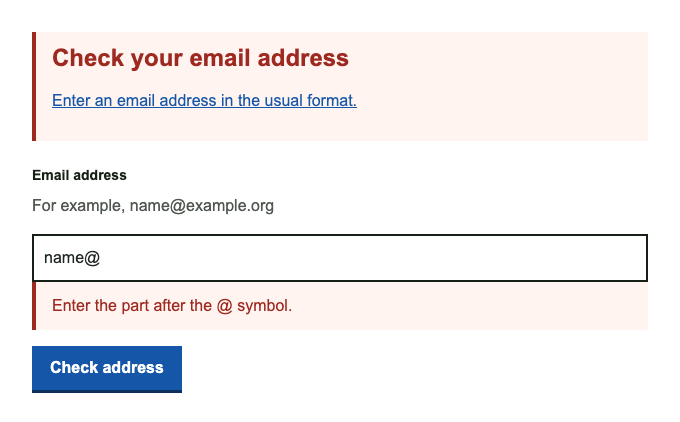 Check your email address
Enter an email address in the usual format.
Email address
For example, name@example.org
name@
Enter the part after the @ symbol.
Check address